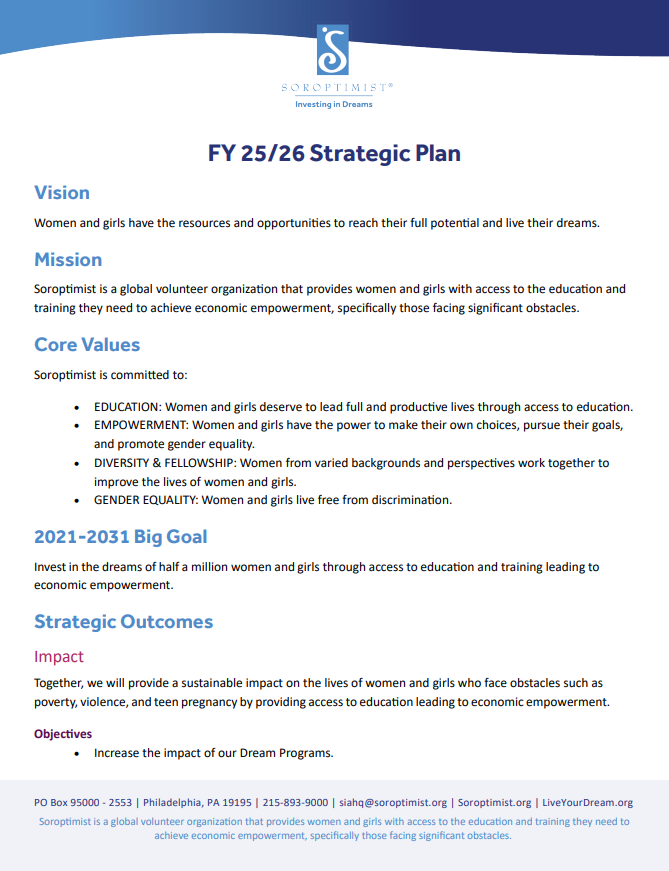 SOROPTIMIST®
Investing in Dreams
FY 25/26 Strategic Plan
Vision
Women and girls have the resources and opportunities to reach their full potential and live their dreams.
Mission
Soroptimist is a global volunteer organization that provides women and girls with access to the education and
training they need to achieve economic empowerment, specifically those facing significant obstacles.
Core Values
Soroptimist is committed to:
• EDUCATION: Women and girls deserve to lead full and productive lives through access to education.
• EMPOWERMENT: Women and girls have the power to make their own choices, pursue their goals,
and promote gender equality.
• DIVERSITY & FELLOWSHIP: Women from varied backgrounds and perspectives work together to
improve the lives of women and girls.
• GENDER EQUALITY: Women and girls live free from discrimination.
2021-2031 Big Goal
Invest in the dreams of half a million women and girls through access to education and training leading to
economic empowerment.
Strategic Outcomes
Impact
Together, we will provide a sustainable impact on the lives of women and girls who face obstacles such as
poverty, violence, and teen pregnancy by providing access to education leading to economic empowerment.
Objectives
• Increase the impact of our Dream Programs.
PO Box 95000 - 2553 | Philadelphia, PA 19195 | 215-893-9000 | siahq@soroptimist.org | Soroptimist.org | LiveYourDream.org
Soroptimist is a global volunteer organization that provides women and girls with access to the education and training they need to
achieve economic empowerment, specifically those facing significant obstacles.